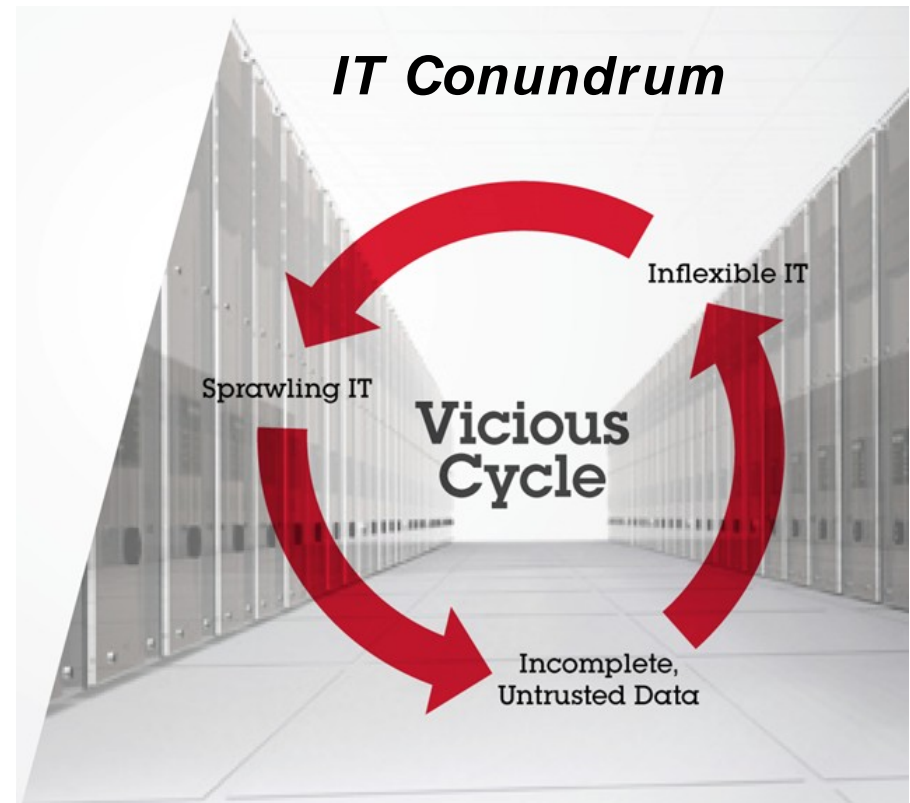 IT Conundrum
Inflexible IT
Sprawling IT
Vicious
Cycle
Incomplete,
Untrusted Data